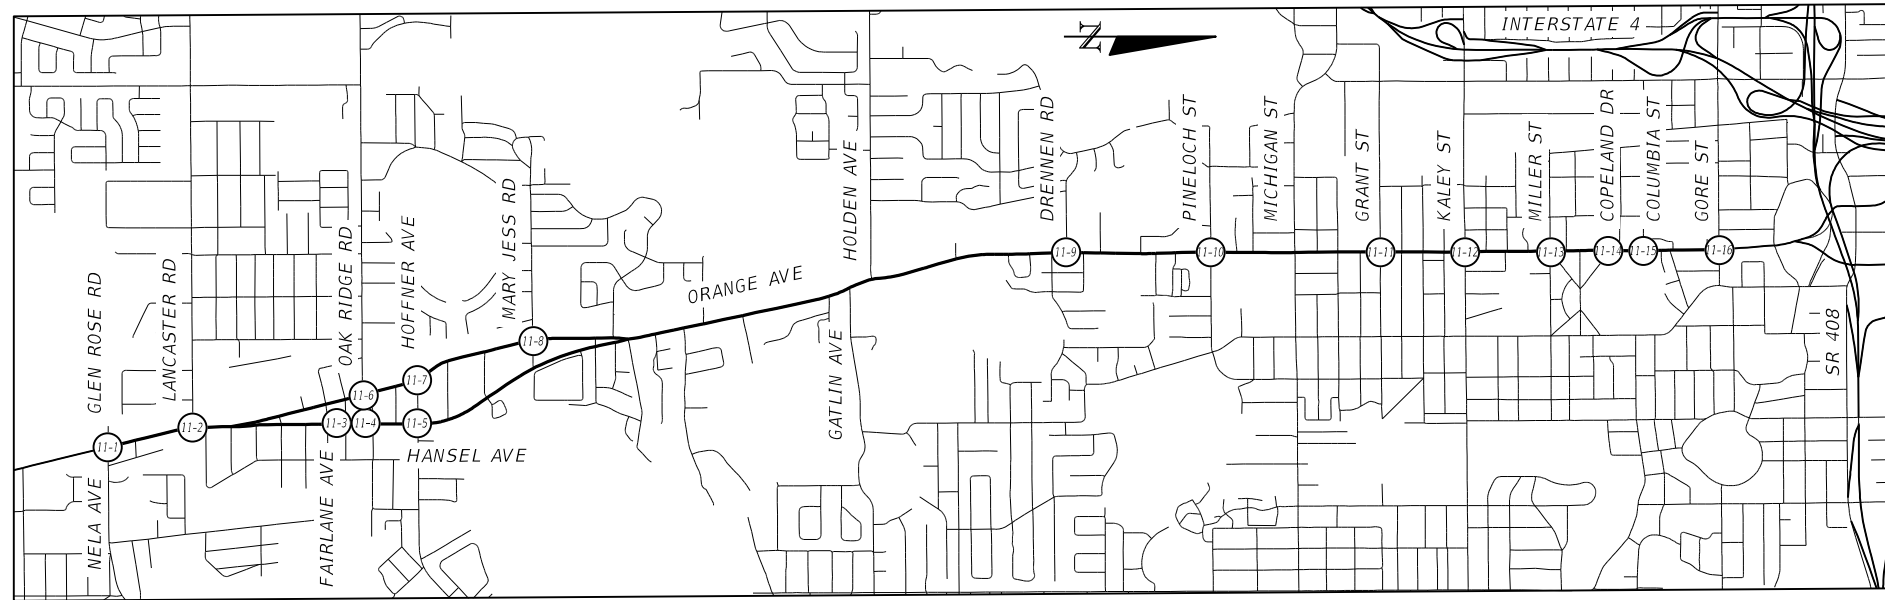 INTERSTATE 4
N
GLEN ROSE RD
LANCASTER RD
OAK RIDGE RD
HOFFNER AVE
MARY JESS RD
ORANGE AVE
HOLDEN AVE
GATLIN AVE
DRENNEN RD
PINELOCH ST
MICHIGAN ST
GRANT ST
KALEY ST
MILLER ST
COPELAND DR
COLUMBIA ST
GORE ST
SR 408
NELA AVE
FAIRLANE AVE
HANSEL AVE
11-1
11-2
11-3
11-4
11-5
11-6
11-7
11-8
11-9
11-10
11-11
11-12
11-13
11-14
11-15
11-16